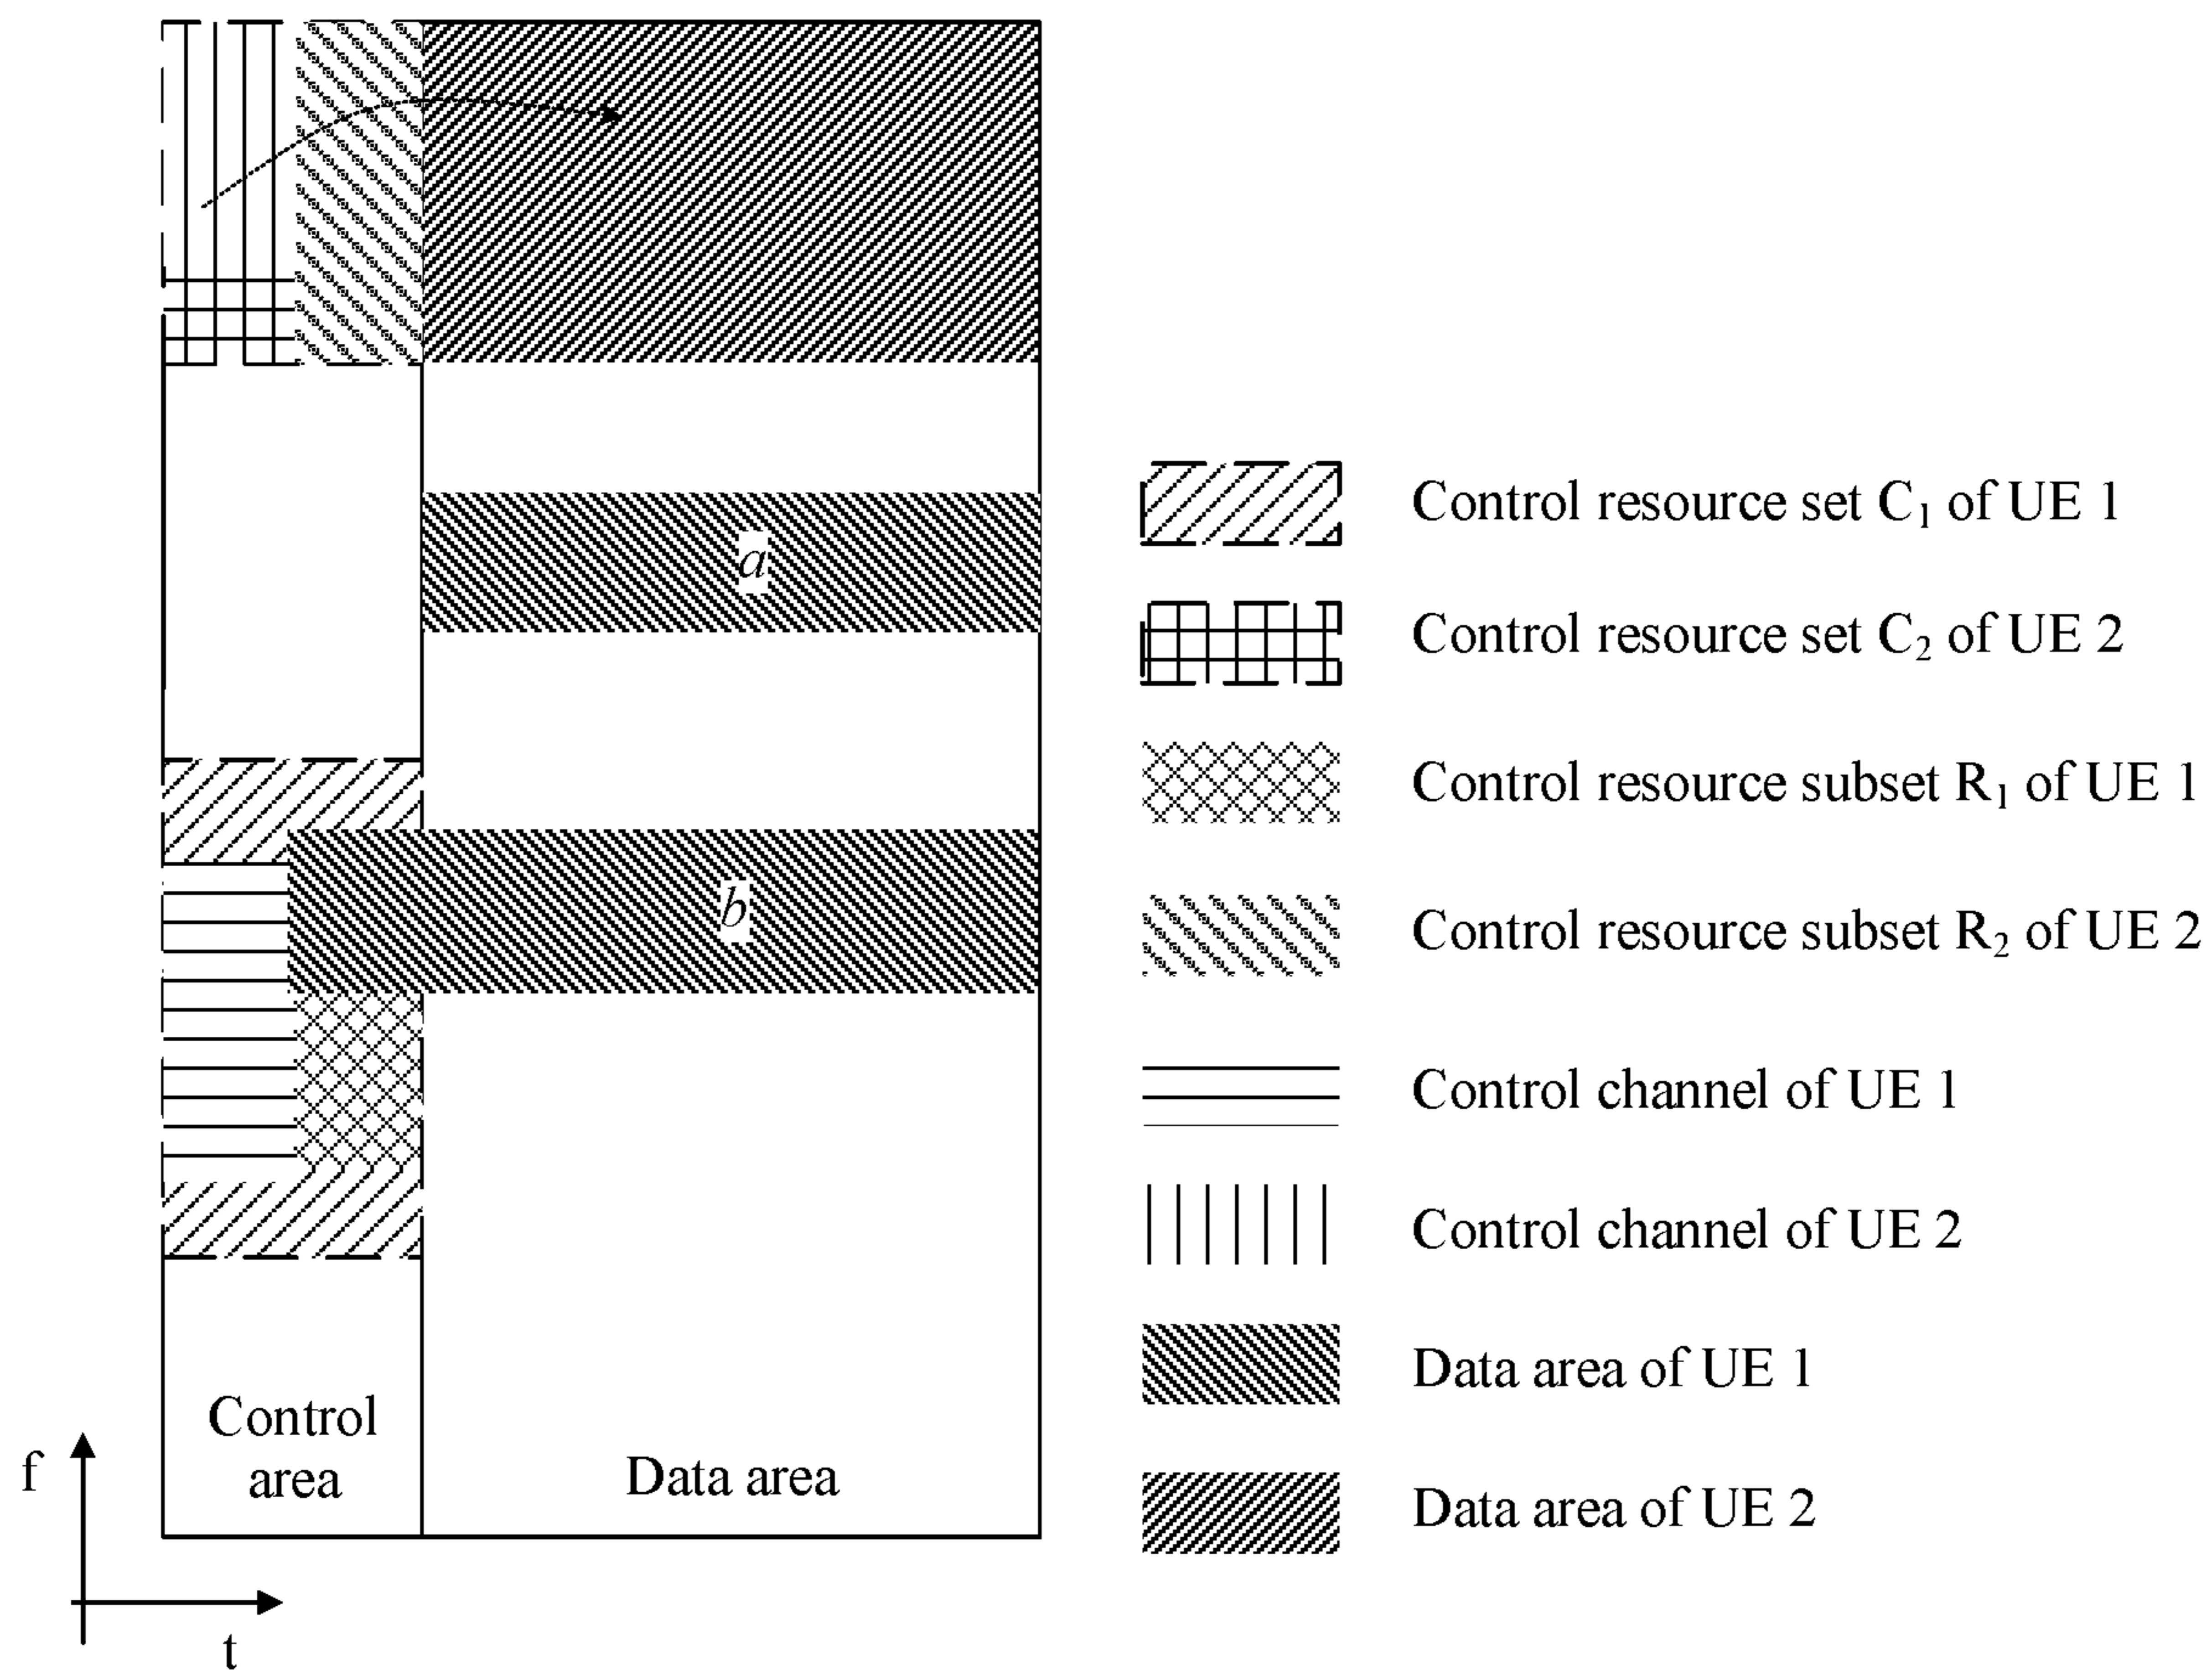 a
b
Control
area
Data area
f
t
Control resource set C₁ of UE 1
Control resource set C₂ of UE 2
Control resource subset R₁ of UE 1
Control resource subset R₂ of UE 2
Control channel of UE 1
Control channel of UE 2
Data area of UE 1
Data area of UE 2